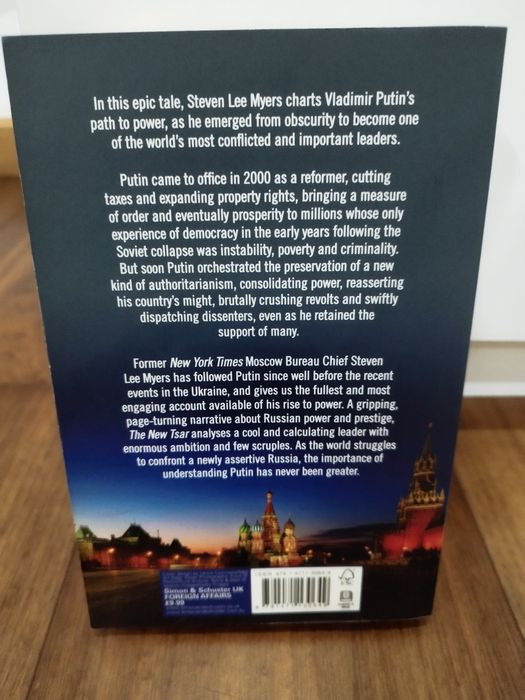 In this epic tale, Steven Lee Myers charts Vladimir Putin's
path to power, as he emerged from obscurity to become one
of the world's most conflicted and important leaders.
Putin came to office in 2000 as a reformer, cutting
taxes and expanding property rights, bringing a measure
of order and eventually prosperity to millions whose only
experience of democracy in the early years following the
Soviet collapse was instability, poverty and criminality.
But soon Putin orchestrated the preservation of a new
kind of authoritarianism, consolidating power, reasserting
his country's might, brutally crushing revolts and swiftly
dispatching dissenters, even as he retained the
support of many.
Former New York Times Moscow Bureau Chief Steven
Lee Myers has followed Putin since well before the recent
events in the Ukraine, and gives us the fullest and most
engaging account available of his rise to power. A gripping,
page-turning narrative about Russian power and prestige,
The New Tsar analyses a cool and calculating leader with
enormous ambition and few scruples. As the world struggles
to confront a newly assertive Russia, the importance of
understanding Putin has never been greater.
Simon & Schuster UK
FOREIGN AFFAIRS
£9.99